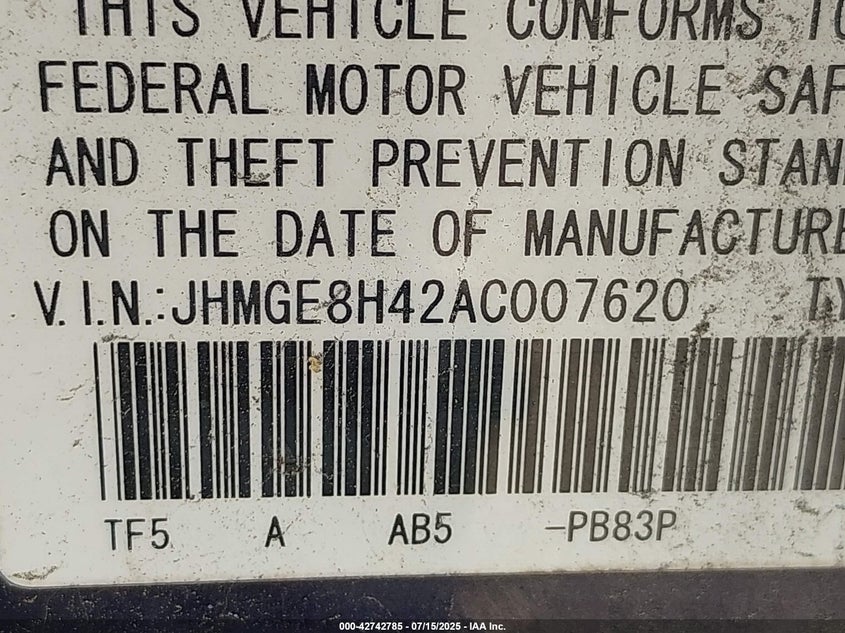 THIS VEHICLE CONFORMS TO
FEDERAL MOTOR VEHICLE SAF
AND THEFT PREVENTION STAN
ON THE DATE OF MANUFACTURE
V.I.N.:JHMGE8H42AC007620 TY
TF5 A AB5 -PB83P
000-42742785 - 07/15/2025 - IAA Inc.